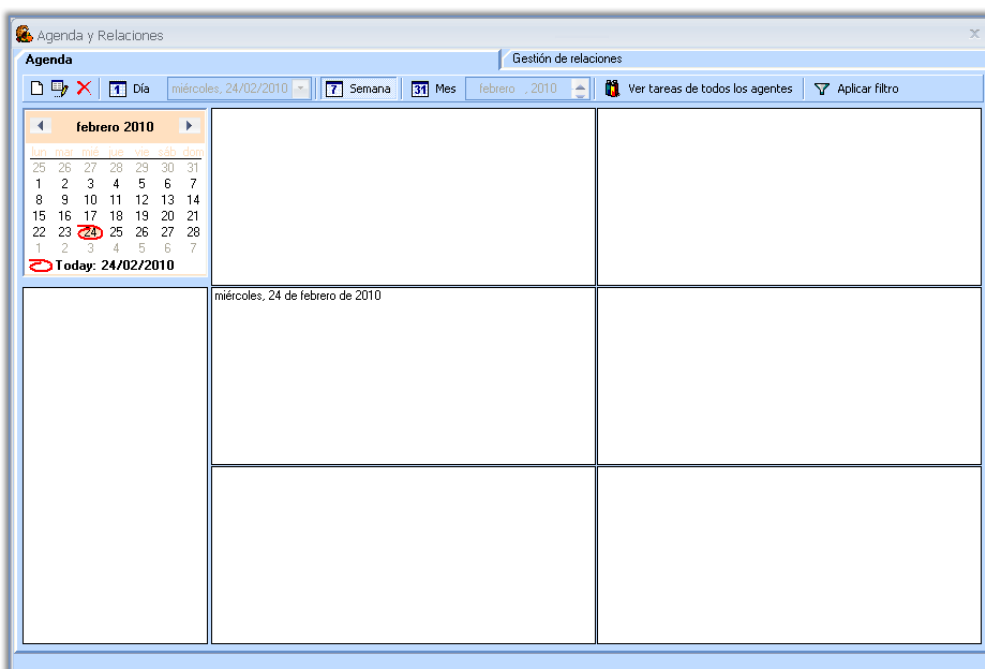 Agenda y Relaciones
Agenda
Gestión de relaciones
1 Día miércoles, 24/02/2010 7 Semana 31 Mes febrero , 2010 Ver tareas de todos los agentes Aplicar filtro
febrero 2010
lun mar mié jue vie sáb dom
25 26 27 28 29 30 31
1 2 3 4 5 6 7
8 9 10 11 12 13 14
15 16 17 18 19 20 21
22 23 24 25 26 27 28
1 2 3 4 5 6 7
Today: 24/02/2010
miércoles, 24 de febrero de 2010